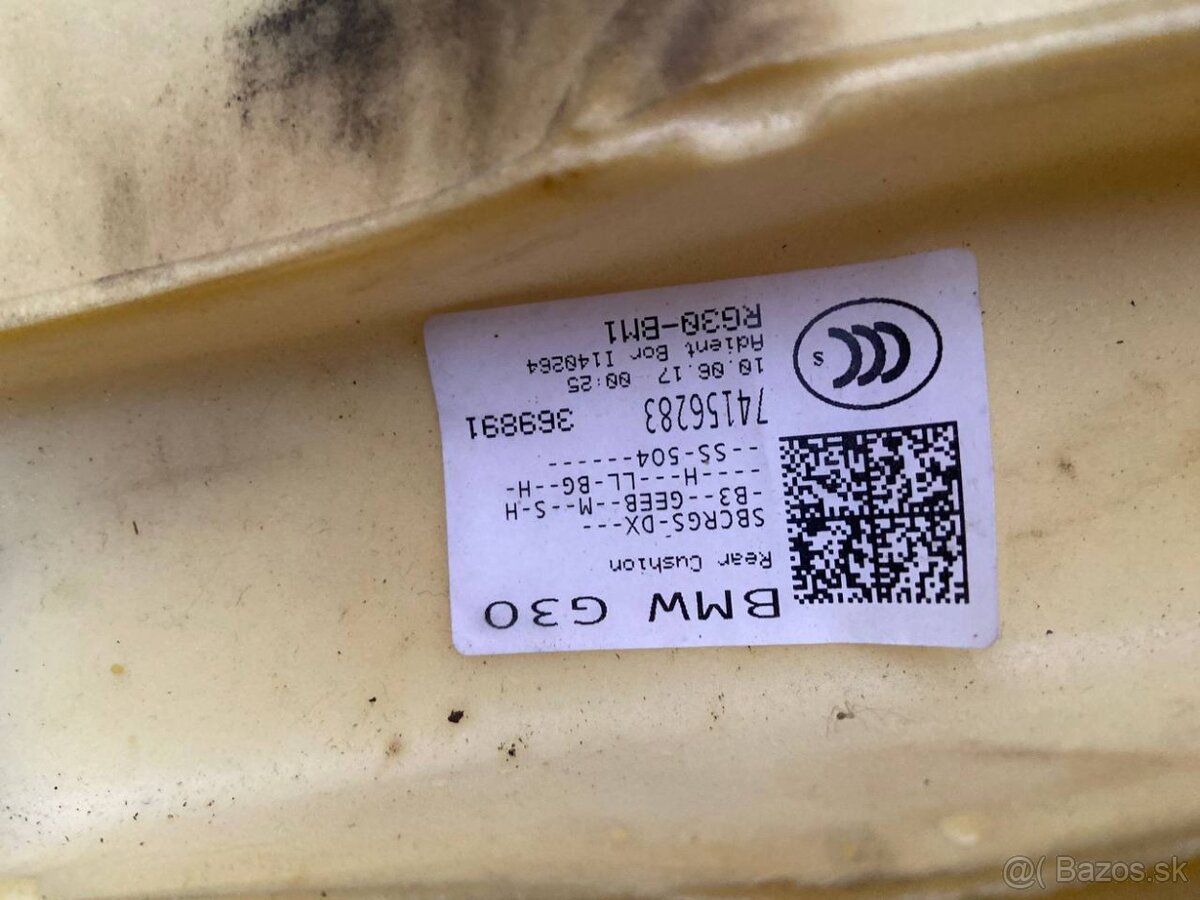 BMW G30
Rear Cushion
SBCRGS-DX---
-B3--GEEB--M--S-H
-----H---LL-BG--H-
--SS-504-------
74156283 369891
10.06.17 00:25
Adient Bor I140264
RG30-BM1
S
@( Bazos.sk